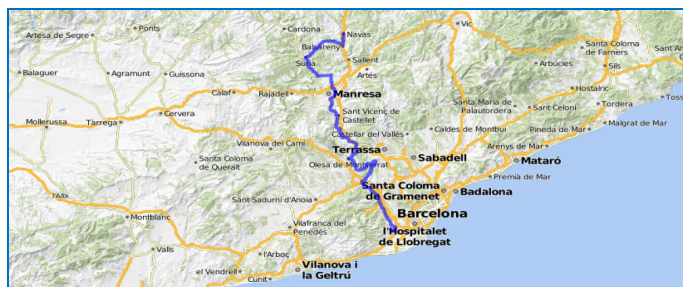 Artesa de Segre
Ponts
Cardona
Navas
Vic
Balsareny
Santa Coloma
de Farners
Sant
Súria
Sallent
Balaguer
Agramunt
Guissona
Artés
Arbúcies
Sils
Calaf
Rajadell
Manresa
Hostalric
Mollerussa
Tàrrega
Cervera
Sant Vicenç de
Castellet
Santa Maria de
Palautordera
Sant Celoni
Tordera
Toss
Castellar del Vallès
Caldes de Montbui
Pineda de Mar
Malgrat de Mar
Vilanova del Camí
Terrassa
Arenys de Mar
Santa Coloma
de Queralt
Olesa de Montserrat
Sabadell
Mataró
Premià de Mar
l'Albi
Sant Sadurní d'Anoia
Santa Coloma
de Gramenet
Badalona
Montblanc
Vilafranca del
Penedès
Barcelona
l'Hospitalet
de Llobregat
Valls
l'Arboç
el Vendrell
Vilanova i
la Geltrú
Cunit